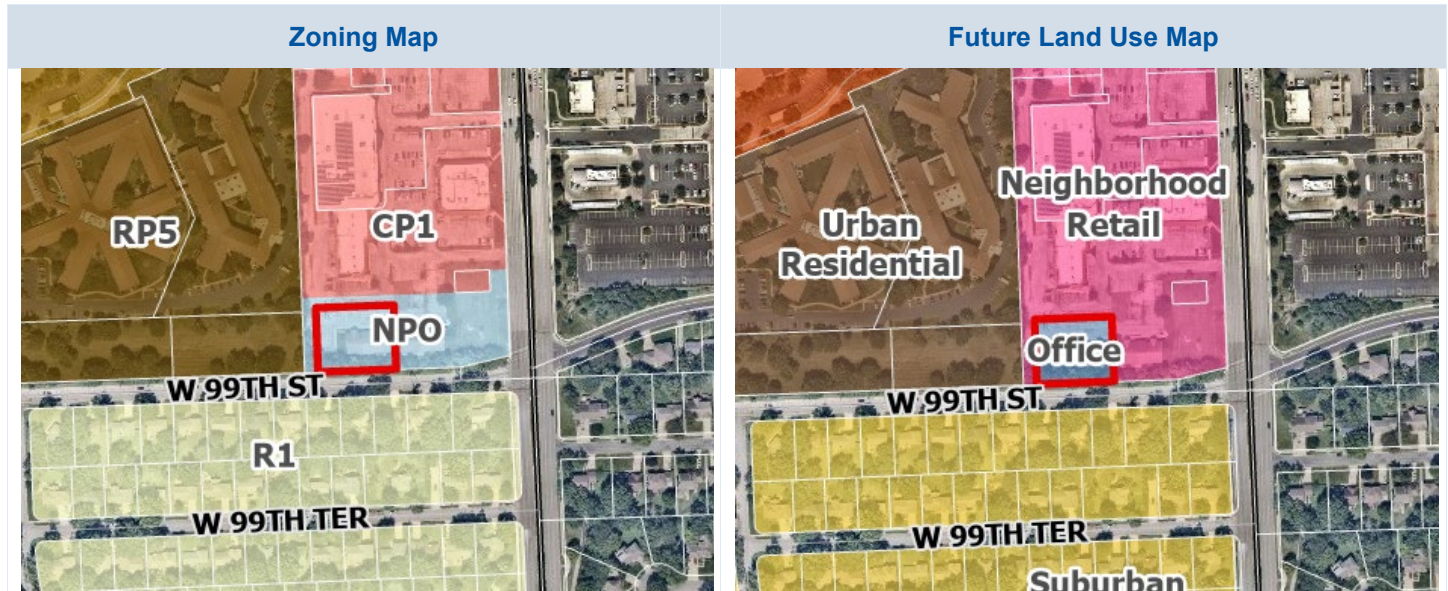 Zoning Map
Future Land Use Map
RP5
CP1
NPO
W 99TH ST
R1
W 99TH TER
Neighborhood
Retail
Urban
Residential
Office
W 99TH ST
W 99TH TER
Suburban